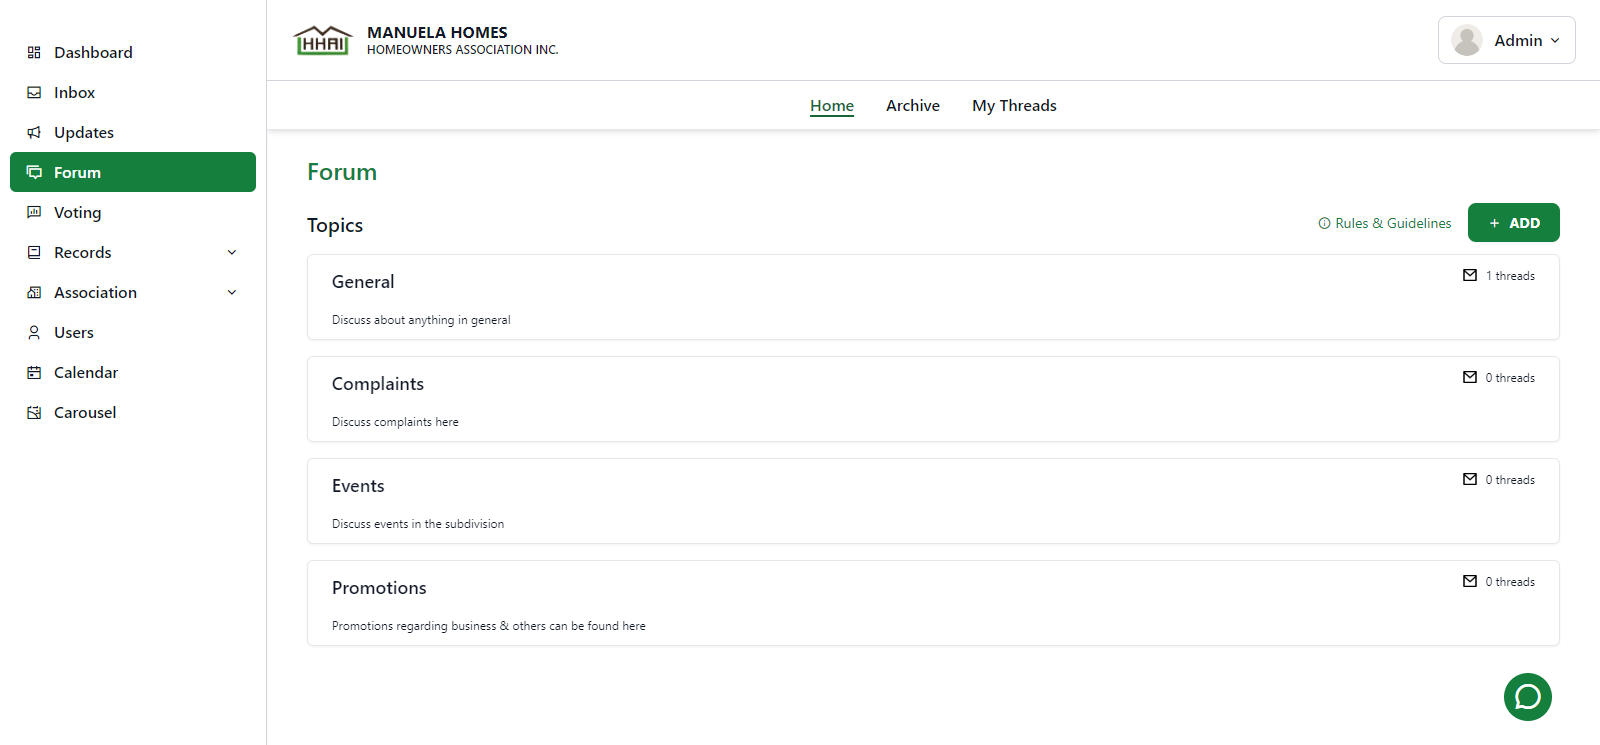 Dashboard
Inbox
Updates
Forum
Voting
Records
Association
Users
Calendar
Carousel
HHAI
MANUELA HOMES
HOMEOWNERS ASSOCIATION INC.
Admin
Home Archive My Threads
Forum
Topics
Rules & Guidelines
+ ADD
General
1 threads
Discuss about anything in general
Complaints
0 threads
Discuss complaints here
Events
0 threads
Discuss events in the subdivision
Promotions
0 threads
Promotions regarding business & others can be found here